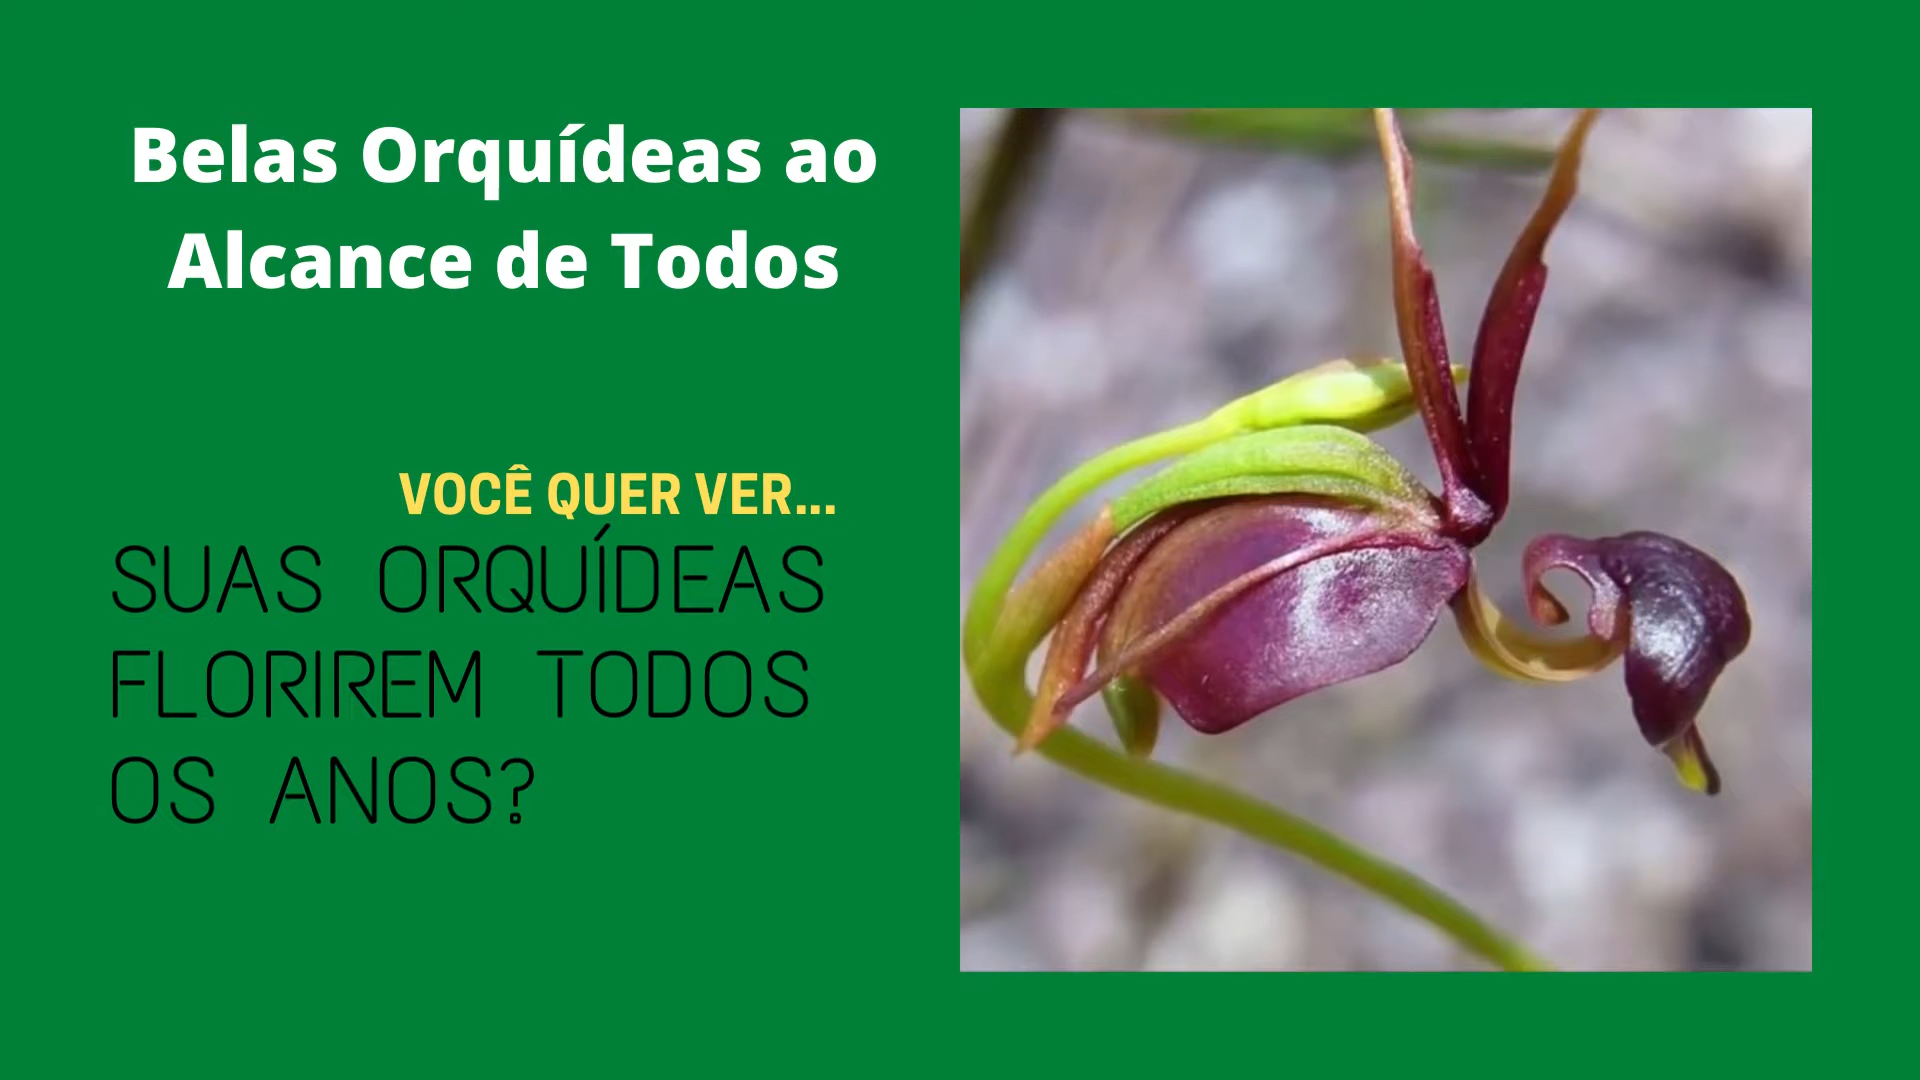 Belas Orquídeas ao
Alcance de Todos
VOCÊ QUER VER...
SUAS ORQUÍDEAS
FLORIREM TODOS
OS ANOS?